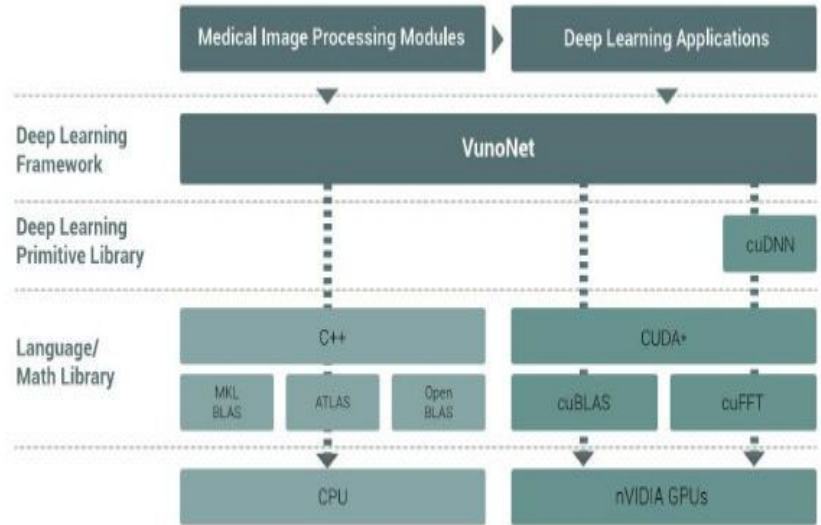 Medical Image Processing Modules
Deep Learning Applications
Deep Learning
Framework
VunoNet
Deep Learning
Primitive Library
cuDNN
Language/
Math Library
C++
CUDA+
MKL
BLAS
ATLAS
Open
BLAS
cuBLAS
cuFFT
CPU
nVIDIA GPUs